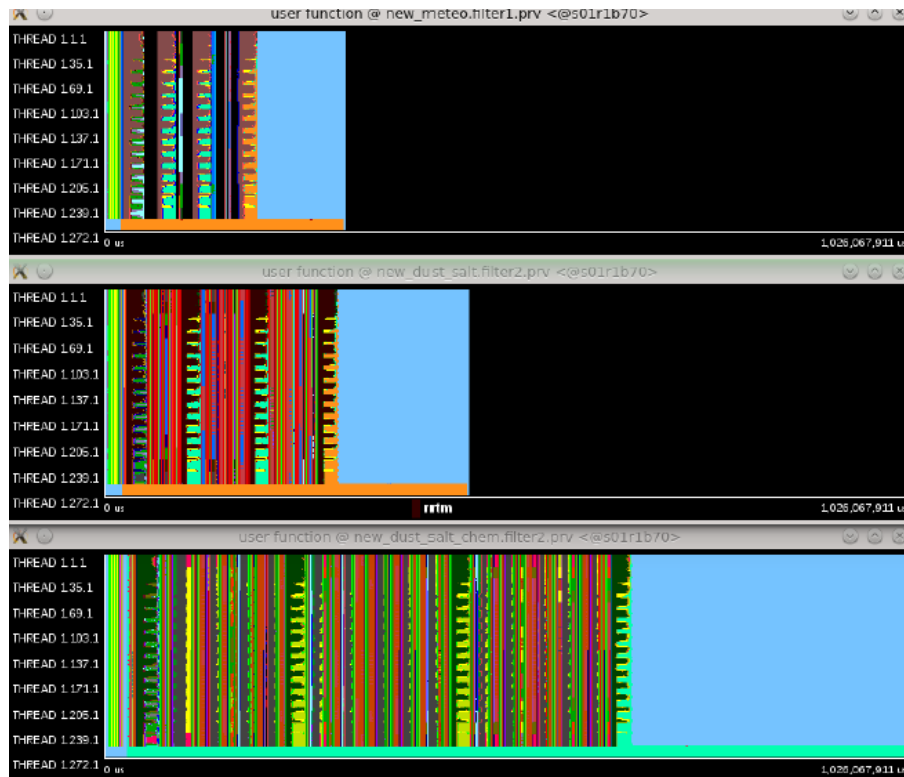 user function @ new_meteo.filter1.prv <@s01r1b70>
THREAD 1.1.1
THREAD 1.35.1
THREAD 1.69.1
THREAD 1.103.1
THREAD 1.137.1
THREAD 1.171.1
THREAD 1.205.1
THREAD 1.239.1
THREAD 1.272.1
0 us 1,026,067,911 u
user function @ new_dust_salt.filter2.prv <@s01r1b70>
THREAD 1.1.1
THREAD 1.35.1
THREAD 1.69.1
THREAD 1.103.1
THREAD 1.137.1
THREAD 1.171.1
THREAD 1.205.1
THREAD 1.239.1
THREAD 1.272.1
0 us rrtm 1,026,067,911 u
user function @ new_dust_salt_chem.filter2.prv <@s01r1b70>
THREAD 1.1.1
THREAD 1.35.1
THREAD 1.69.1
THREAD 1.103.1
THREAD 1.137.1
THREAD 1.171.1
THREAD 1.205.1
THREAD 1.239.1
THREAD 1.272.1
0 us 1,026,067,911 u